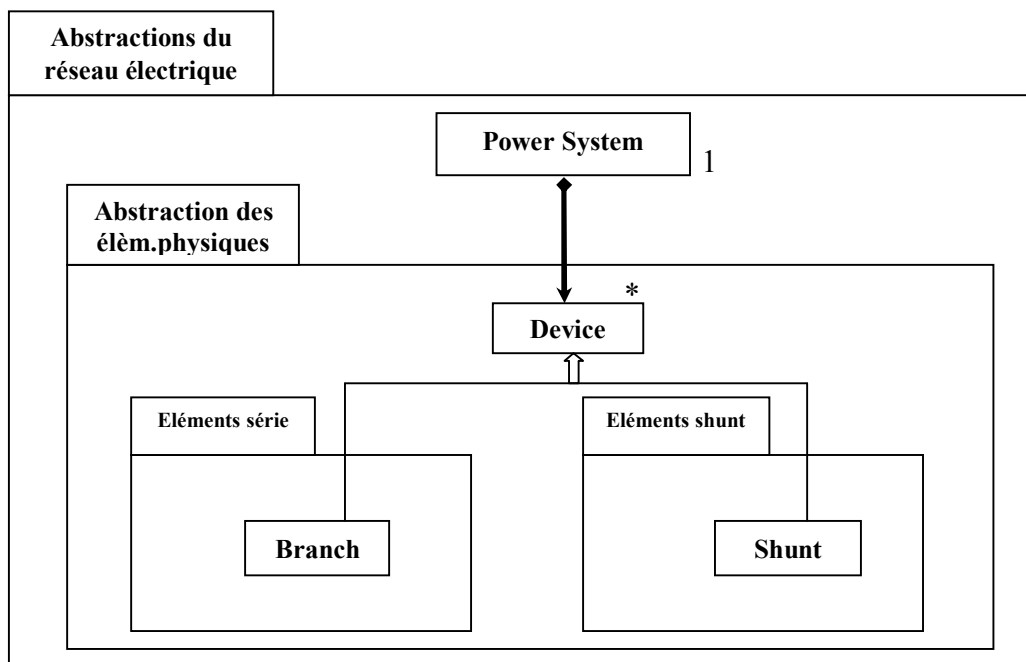 Abstractions du
réseau électrique
Power System
1
Abstraction des
élèm.physiques
*
Device
Eléments série
Eléments shunt
Branch
Shunt